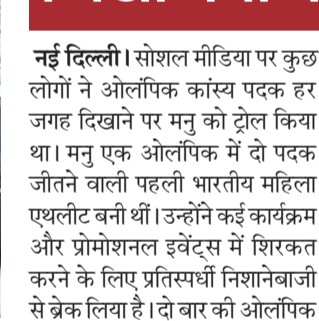 नई दिल्ली। सोशल मीडिया पर कुछ
लोगों ने ओलंपिक कांस्य पदक हर
जगह दिखाने पर मनु को ट्रोल किया
था। मनु एक ओलंपिक में दो पदक
जीतने वाली पहली भारतीय महिला
एथलीट बनी थीं। उन्होंने कई कार्यक्रम
और प्रोमोशनल इवेंट्स में शिरकत
करने के लिए प्रतिस्पर्धी निशानेबाजी
से ब्रेक लिया है। दो बार की ओलंपिक